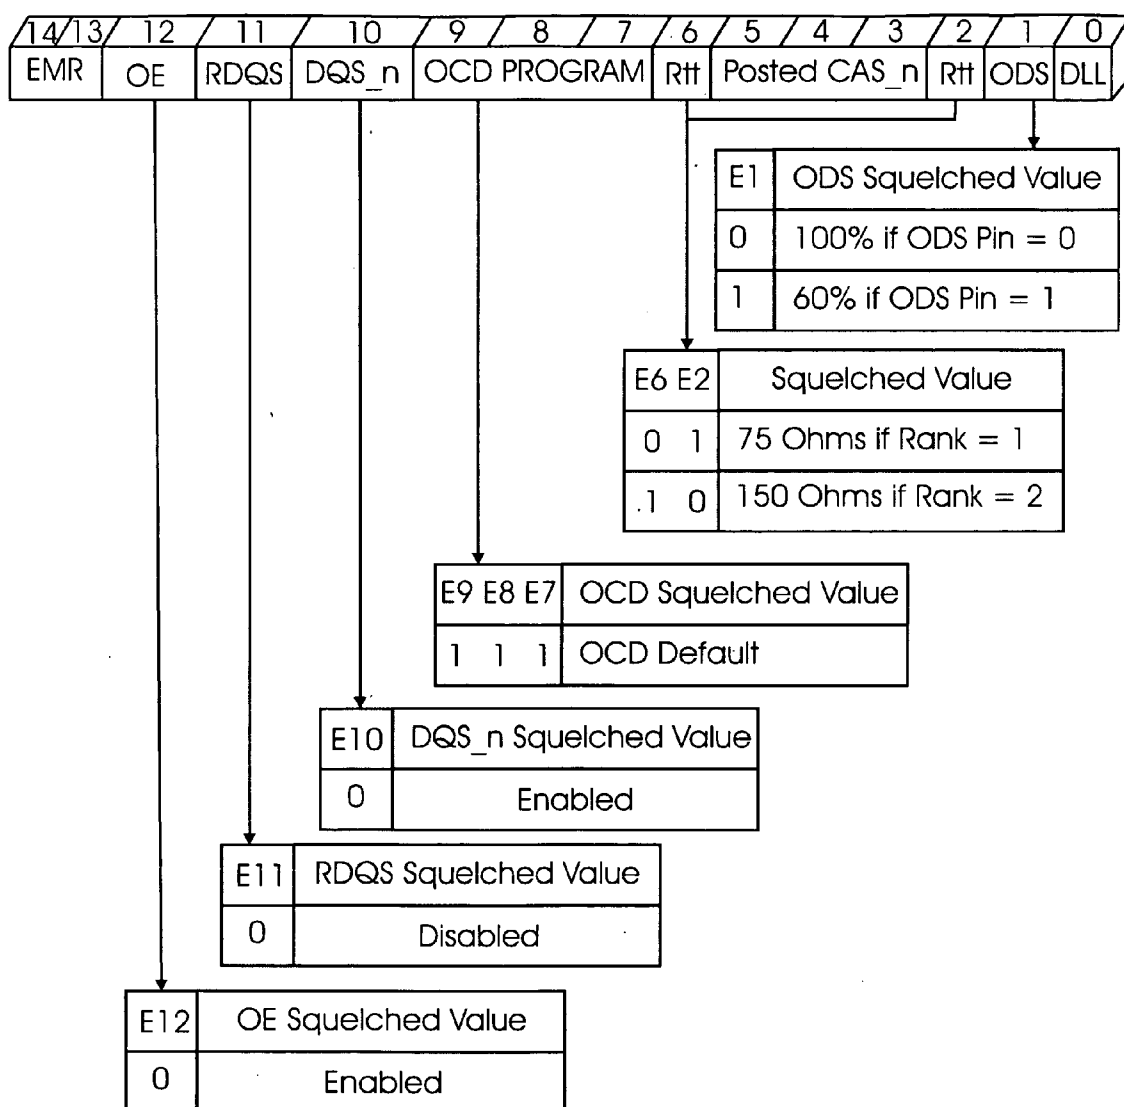 14/13/ 12 / 11 / 10 / 9 / 8 / 7 / 6 / 5 / 4 / 3 / 2 / 1 / 0
EMR OE RDQS DQS_n OCD PROGRAM Rtt Posted CAS_n Rtt ODS DLL
E1 ODS Squelched Value
0 100% if ODS Pin = 0
1 60% if ODS Pin = 1
E6 E2 Squelched Value
0 1 75 Ohms if Rank = 1
1 0 150 Ohms if Rank = 2
E9 E8 E7 OCD Squelched Value
1 1 1 OCD Default
E10 DQS_n Squelched Value
0 Enabled
E11 RDQS Squelched Value
0 Disabled
E12 OE Squelched Value
0 Enabled